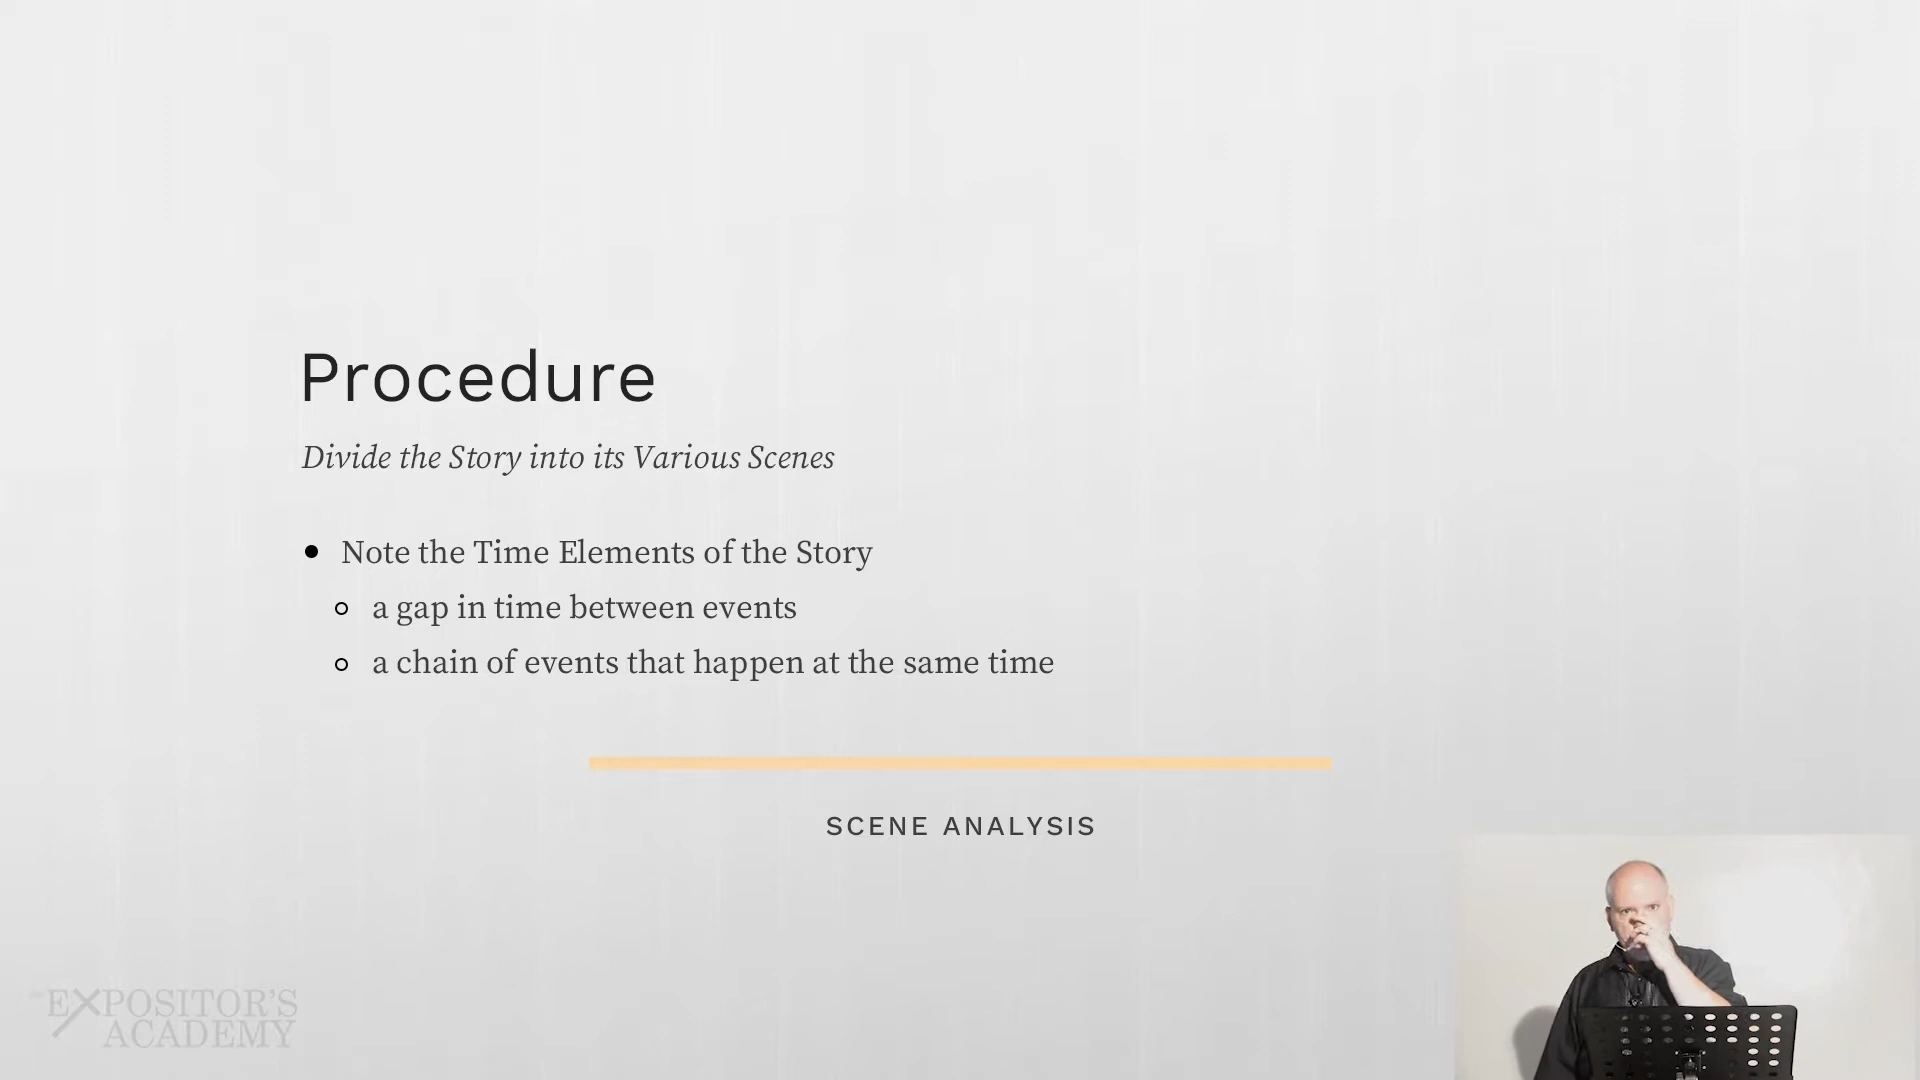 Procedure
Divide the Story into its Various Scenes
● Note the Time Elements of the Story
○ a gap in time between events
○ a chain of events that happen at the same time
SCENE ANALYSIS
EXPOSITOR'S
ACADEMY